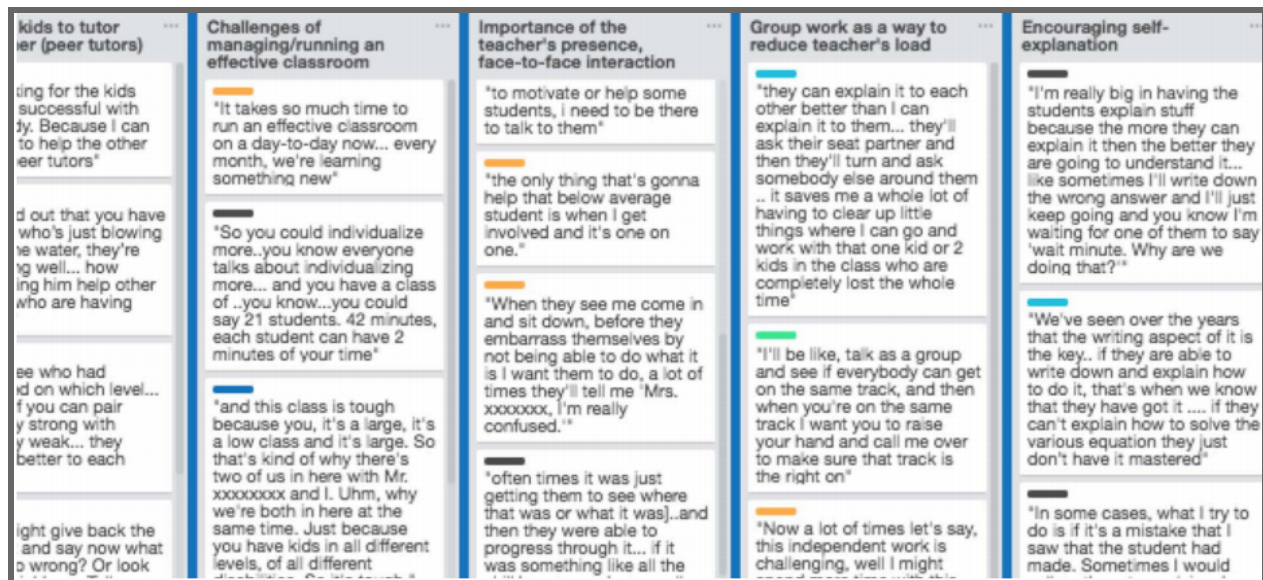 kids to tutor
er (peer tutors)
king for the kids
successful with
dy. Because I can
to help the other
peer tutors"
d out that you have
who's just blowing
he water, they're
ng well... how
ing him help other
who are having
ee who had
d on which level...
f you can pair
y strong with
y weak... they
better to each
ight give back the
and say now what
o wrong? Or look
Challenges of
managing/running an
effective classroom
"It takes so much time to
run an effective classroom
on a day-to-day now... every
month, we're learning
something new"
"So you could individualize
more..you know everyone
talks about individualizing
more... and you have a class
of ..you know...you could
say 21 students. 42 minutes,
each student can have 2
minutes of your time"
"and this class is tough
because you, it's a large, it's
a low class and it's large. So
that's kind of why there's
two of us in here with Mr.
xxxxxxxx and I. Uhm, why
we're both in here at the
same time. Just because
you have kids in all different
levels, of all different
Importance of the
teacher's presence,
face-to-face interaction
"to motivate or help some
students, i need to be there
to talk to them"
"the only thing that's gonna
help that below average
student is when I get
involved and it's one on
one."
"When they see me come in
and sit down, before they
embarrass themselves by
not being able to do what it
is I want them to do, a lot of
times they'll tell me 'Mrs.
xxxxxxx, I'm really
confused.'"
"often times it was just
getting them to see where
that was or what it was]..and
then they were able to
progress through it... if it
was something like all the
Group work as a way to
reduce teacher's load
"they can explain it to each
other better than I can
explain it to them... they'll
ask their seat partner and
then they'll turn and ask
somebody else around them
.. it saves me a whole lot of
having to clear up little
things where I can go and
work with that one kid or 2
kids in the class who are
completely lost the whole
time"
"I'll be like, talk as a group
and see if everybody can get
on the same track, and then
when you're on the same
track I want you to raise
your hand and call me over
to make sure that track is
the right on"
"Now a lot of times let's say,
this independent work is
challenging, well I might
spend more time with this
Encouraging self-
explanation
"I'm really big in having the
students explain stuff
because the more they can
explain it then the better they
are going to understand it...
like sometimes I'll write down
the wrong answer and I'll just
keep going and you know I'm
waiting for one of them to say
'wait minute. Why are we
doing that?'"
"We've seen over the years
that the writing aspect of it is
the key.. if they are able to
write down and explain how
to do it, that's when we know
that they have got it .... if they
can't explain how to solve the
various equation they just
don't have it mastered"
"In some cases, what I try to
do is if it's a mistake that I
saw that the student had
made. Sometimes I would